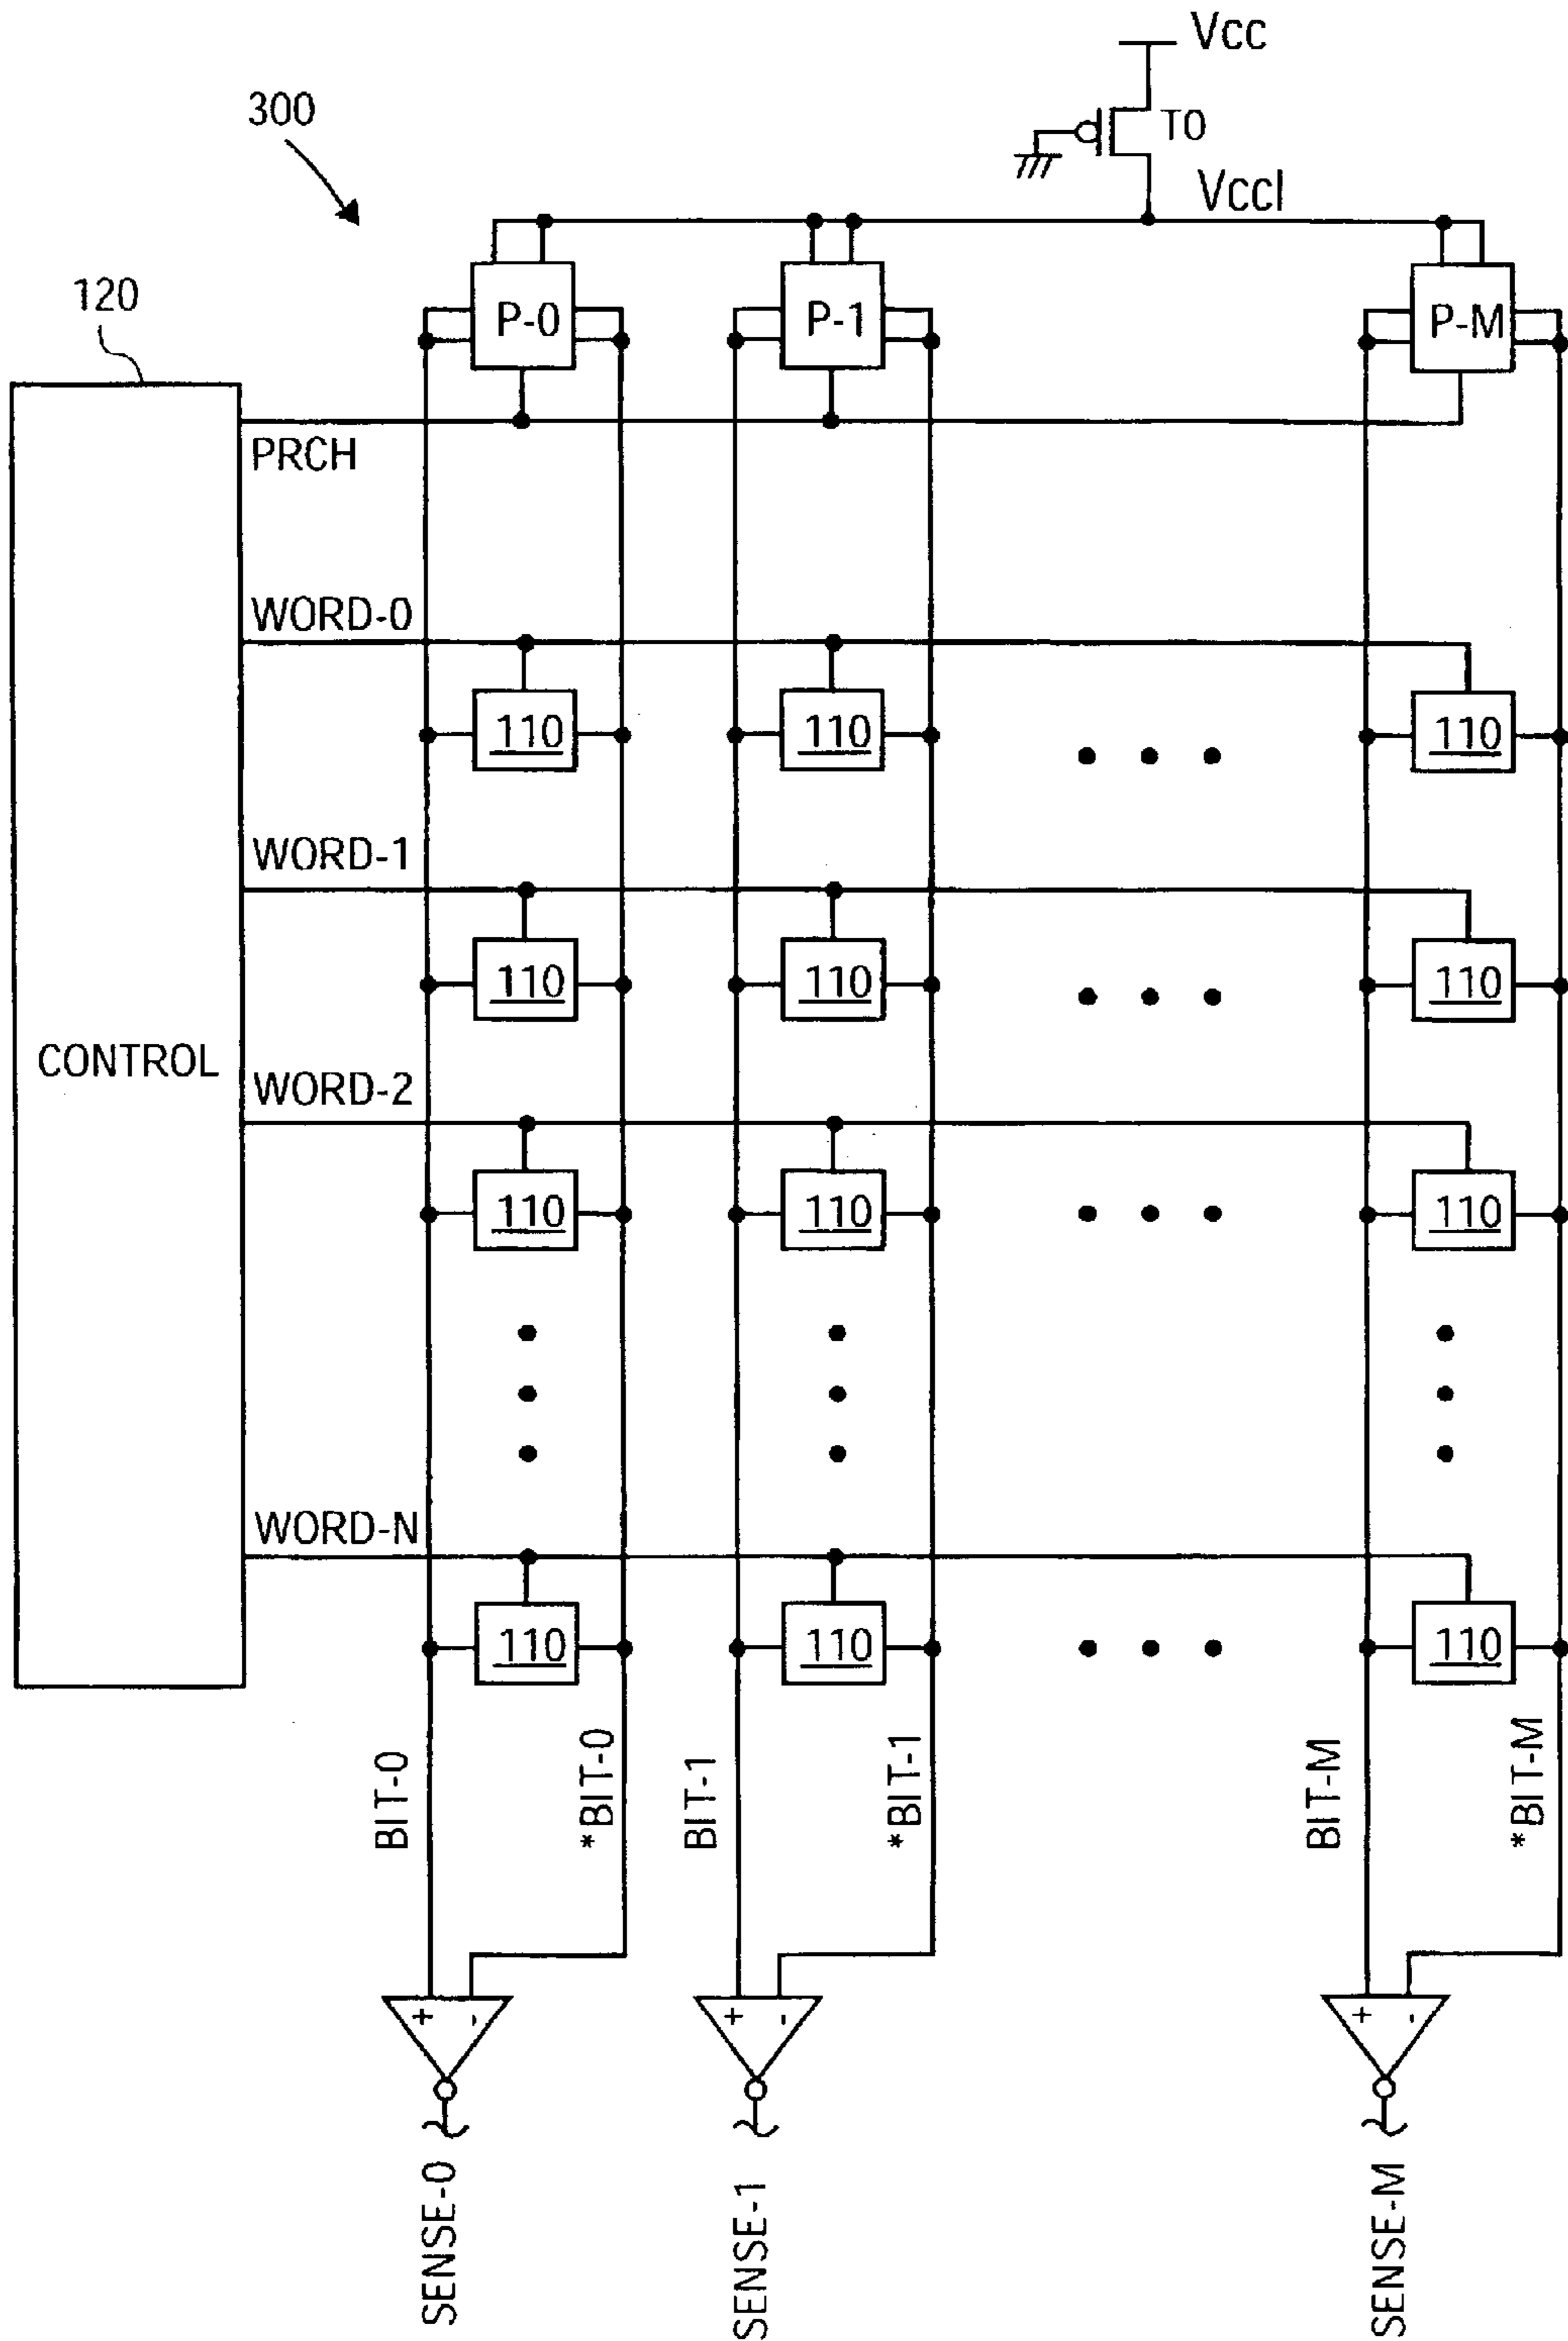 Vcc
300
T0
VccI
120
P-0
P-1
P-M
PRCH
WORD-0
110
110
110
WORD-1
110
110
110
CONTROL
WORD-2
110
110
110
WORD-N
110
110
110
BIT-0
*BIT-0
BIT-1
*BIT-1
BIT-M
*BIT-M
+ -
+ -
+ -
SENSE-0
SENSE-1
SENSE-M